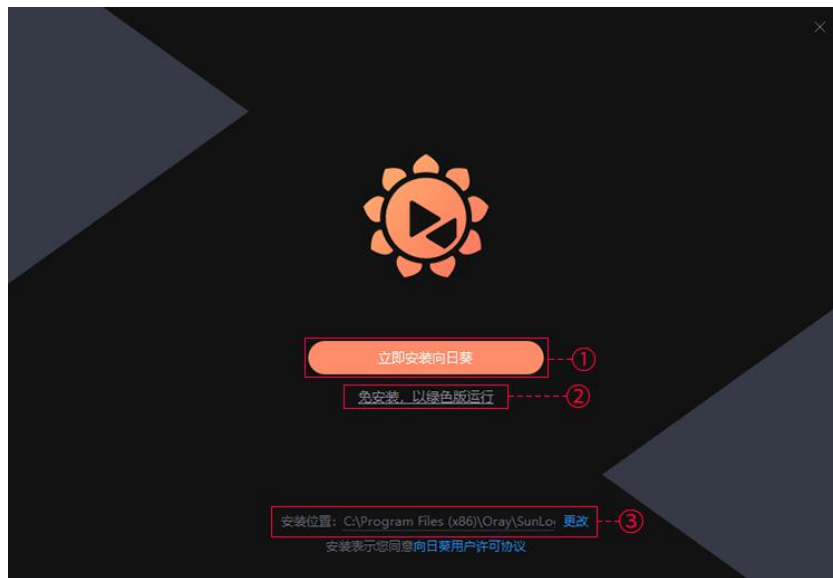 立即安装向日葵
①
免安装，以绿色版运行
②
安装位置：C:\Program Files (x86)\Oray\SunLo 更改
③
安装表示您同意向日葵用户许可协议